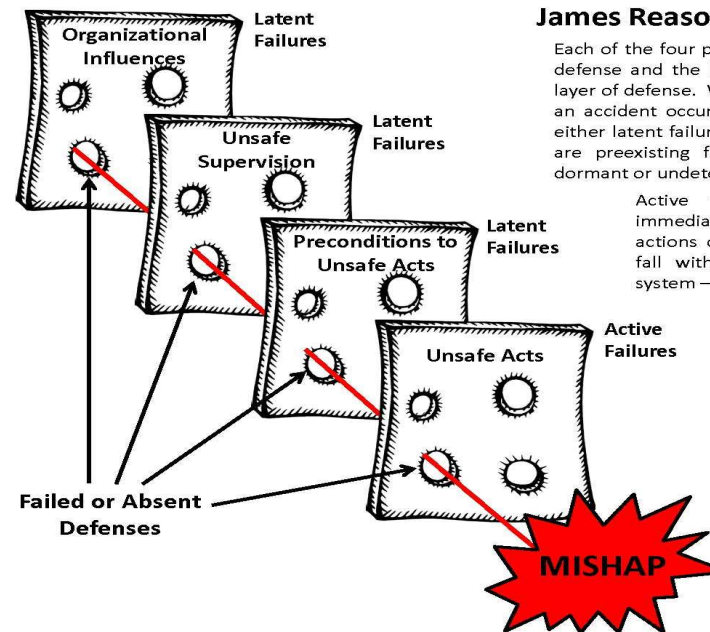 James Reaso
Each of the four p
defense and the
layer of defense. W
an accident occur
either latent failur
are preexisting f
dormant or undete
Active
immedia
actions o
fall with
system –
Organizational
Influences
Latent
Failures
Unsafe
Supervision
Latent
Failures
Preconditions to
Unsafe Acts
Latent
Failures
Unsafe Acts
Active
Failures
Failed or Absent
Defenses
MISHAP